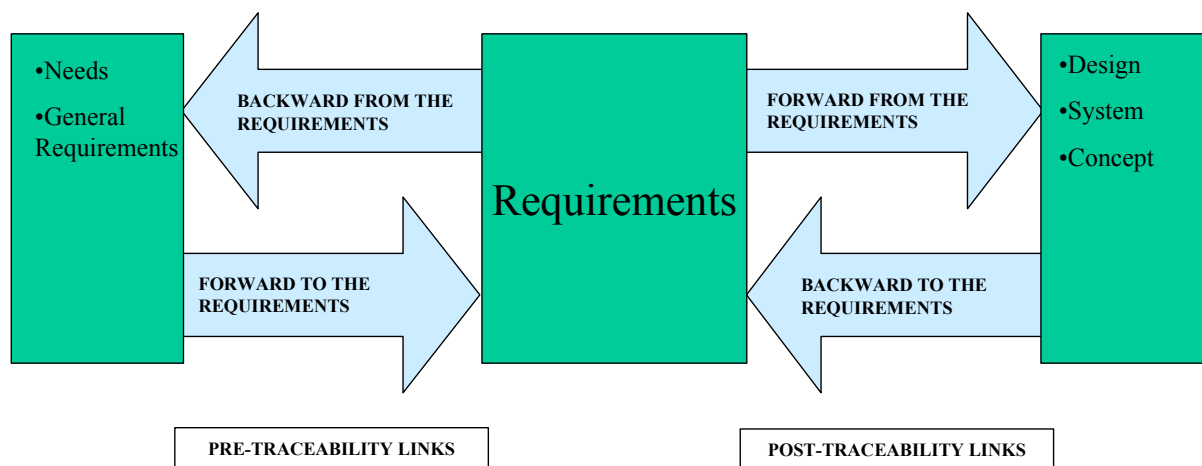 •Needs
•General
Requirements
BACKWARD FROM THE
REQUIREMENTS
FORWARD TO THE
REQUIREMENTS
Requirements
FORWARD FROM THE
REQUIREMENTS
BACKWARD TO THE
REQUIREMENTS
•Design
•System
•Concept
PRE-TRACEABILITY LINKS
POST-TRACEABILITY LINKS